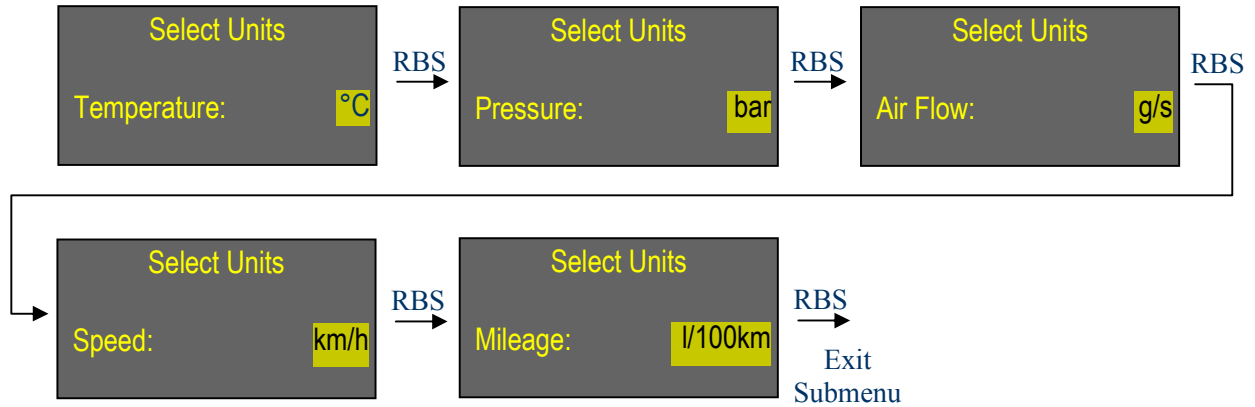 Select Units
Temperature: °C
RBS
Select Units
Pressure: bar
RBS
Select Units
Air Flow: g/s
RBS
Select Units
Speed: km/h
RBS
Select Units
Mileage: l/100km
RBS
Exit
Submenu